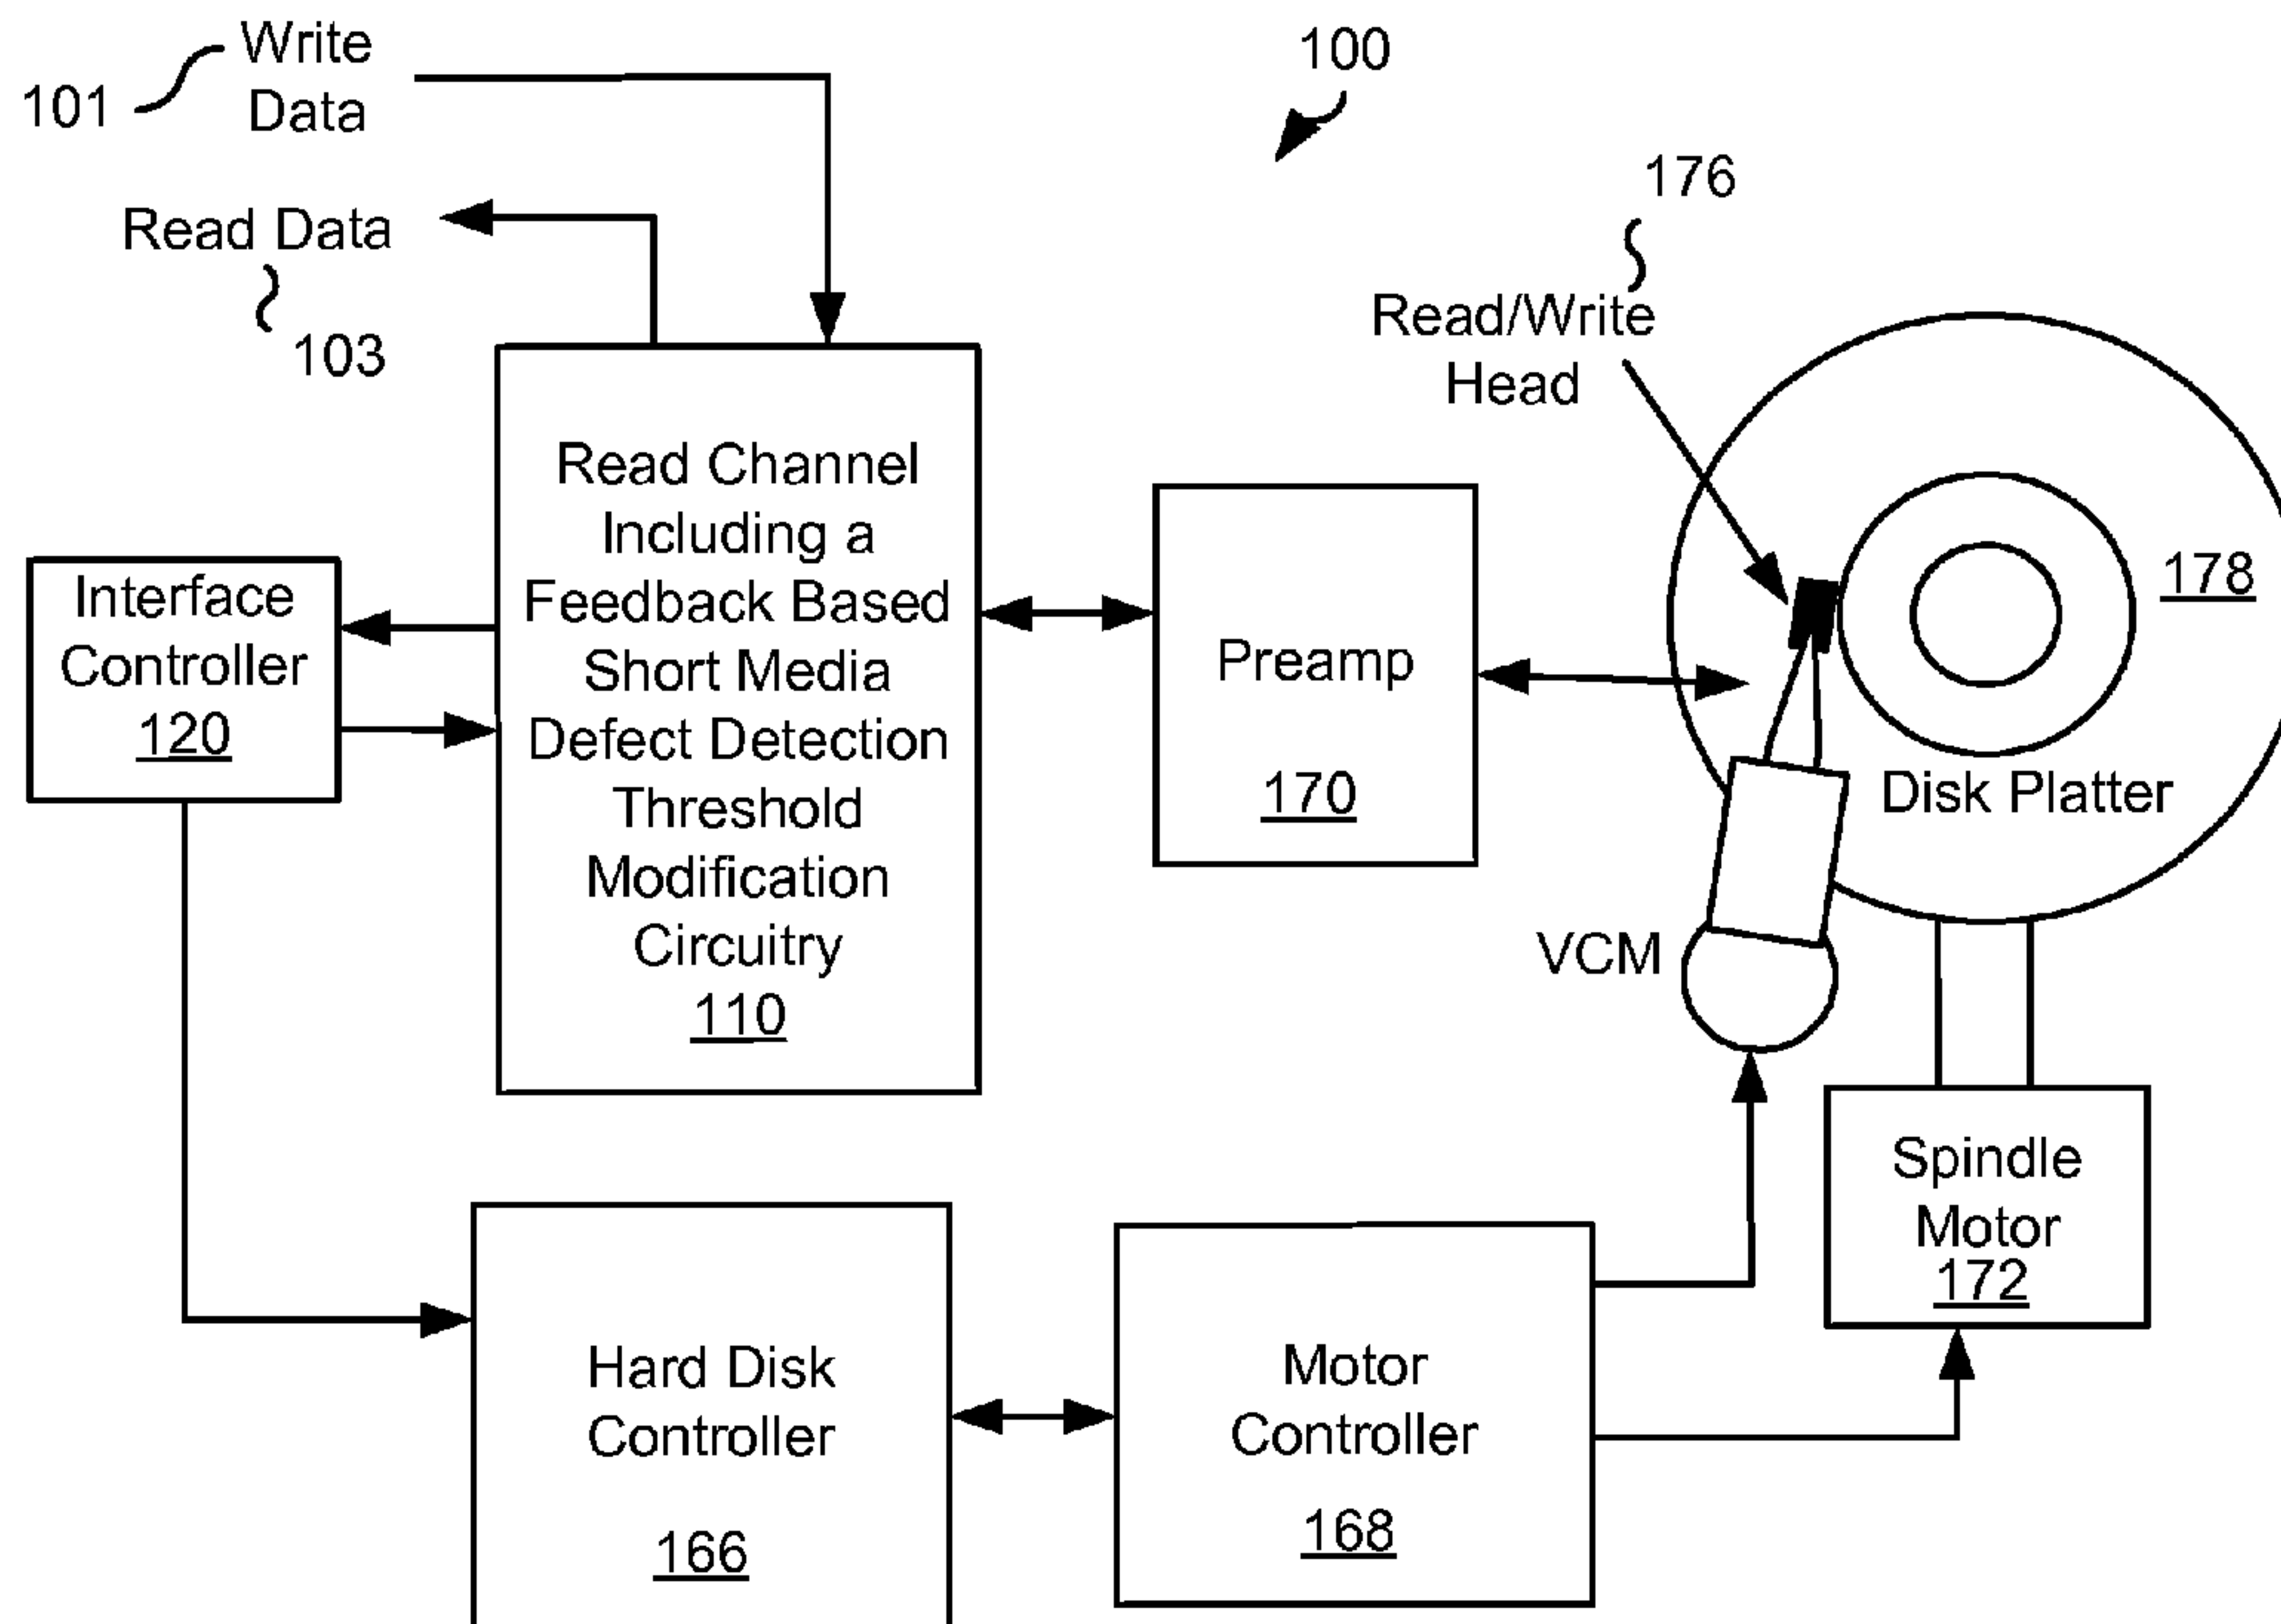 Write
Data
101
100
Read Data
103
176
Read/Write
Head
Read Channel
Including a
Feedback Based
Short Media
Defect Detection
Threshold
Modification
Circuitry
110
Interface
Controller
120
Preamp
170
178
Disk Platter
VCM
Spindle
Motor
172
Hard Disk
Controller
166
Motor
Controller
168